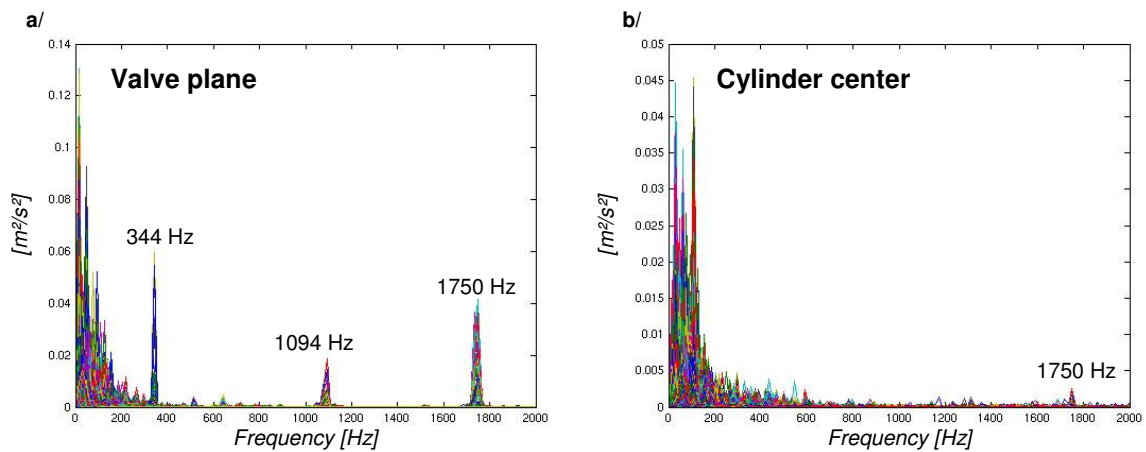 a/
Valve plane
0.14
0.12
0.1
0.08
0.06
0.04
0.02
0
[m²/s²]
344 Hz
1094 Hz
1750 Hz
0 200 400 600 800 1000 1200 1400 1600 1800 2000
Frequency [Hz]
b/
Cylinder center
0.05
0.045
0.04
0.035
0.03
0.025
0.02
0.015
0.01
0.005
0
[m²/s²]
1750 Hz
0 200 400 600 800 1000 1200 1400 1600 1800 2000
Frequency [Hz]